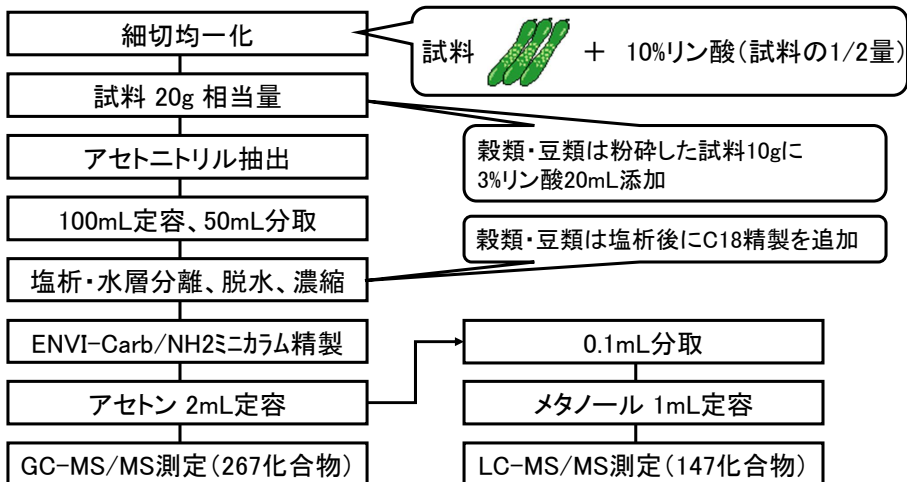 細切均一化
試料 + 10%リン酸(試料の1/2量)
試料 20g 相当量
穀類・豆類は粉砕した試料10gに
3%リン酸20mL添加
アセトニトリル抽出
100mL定容、50mL分取
穀類・豆類は塩析後にC18精製を追加
塩析・水層分離、脱水、濃縮
ENVI-Carb/NH2ミニカラム精製
アセトン 2mL定容
GC-MS/MS測定(267化合物)
0.1mL分取
メタノール 1mL定容
LC-MS/MS測定(147化合物)